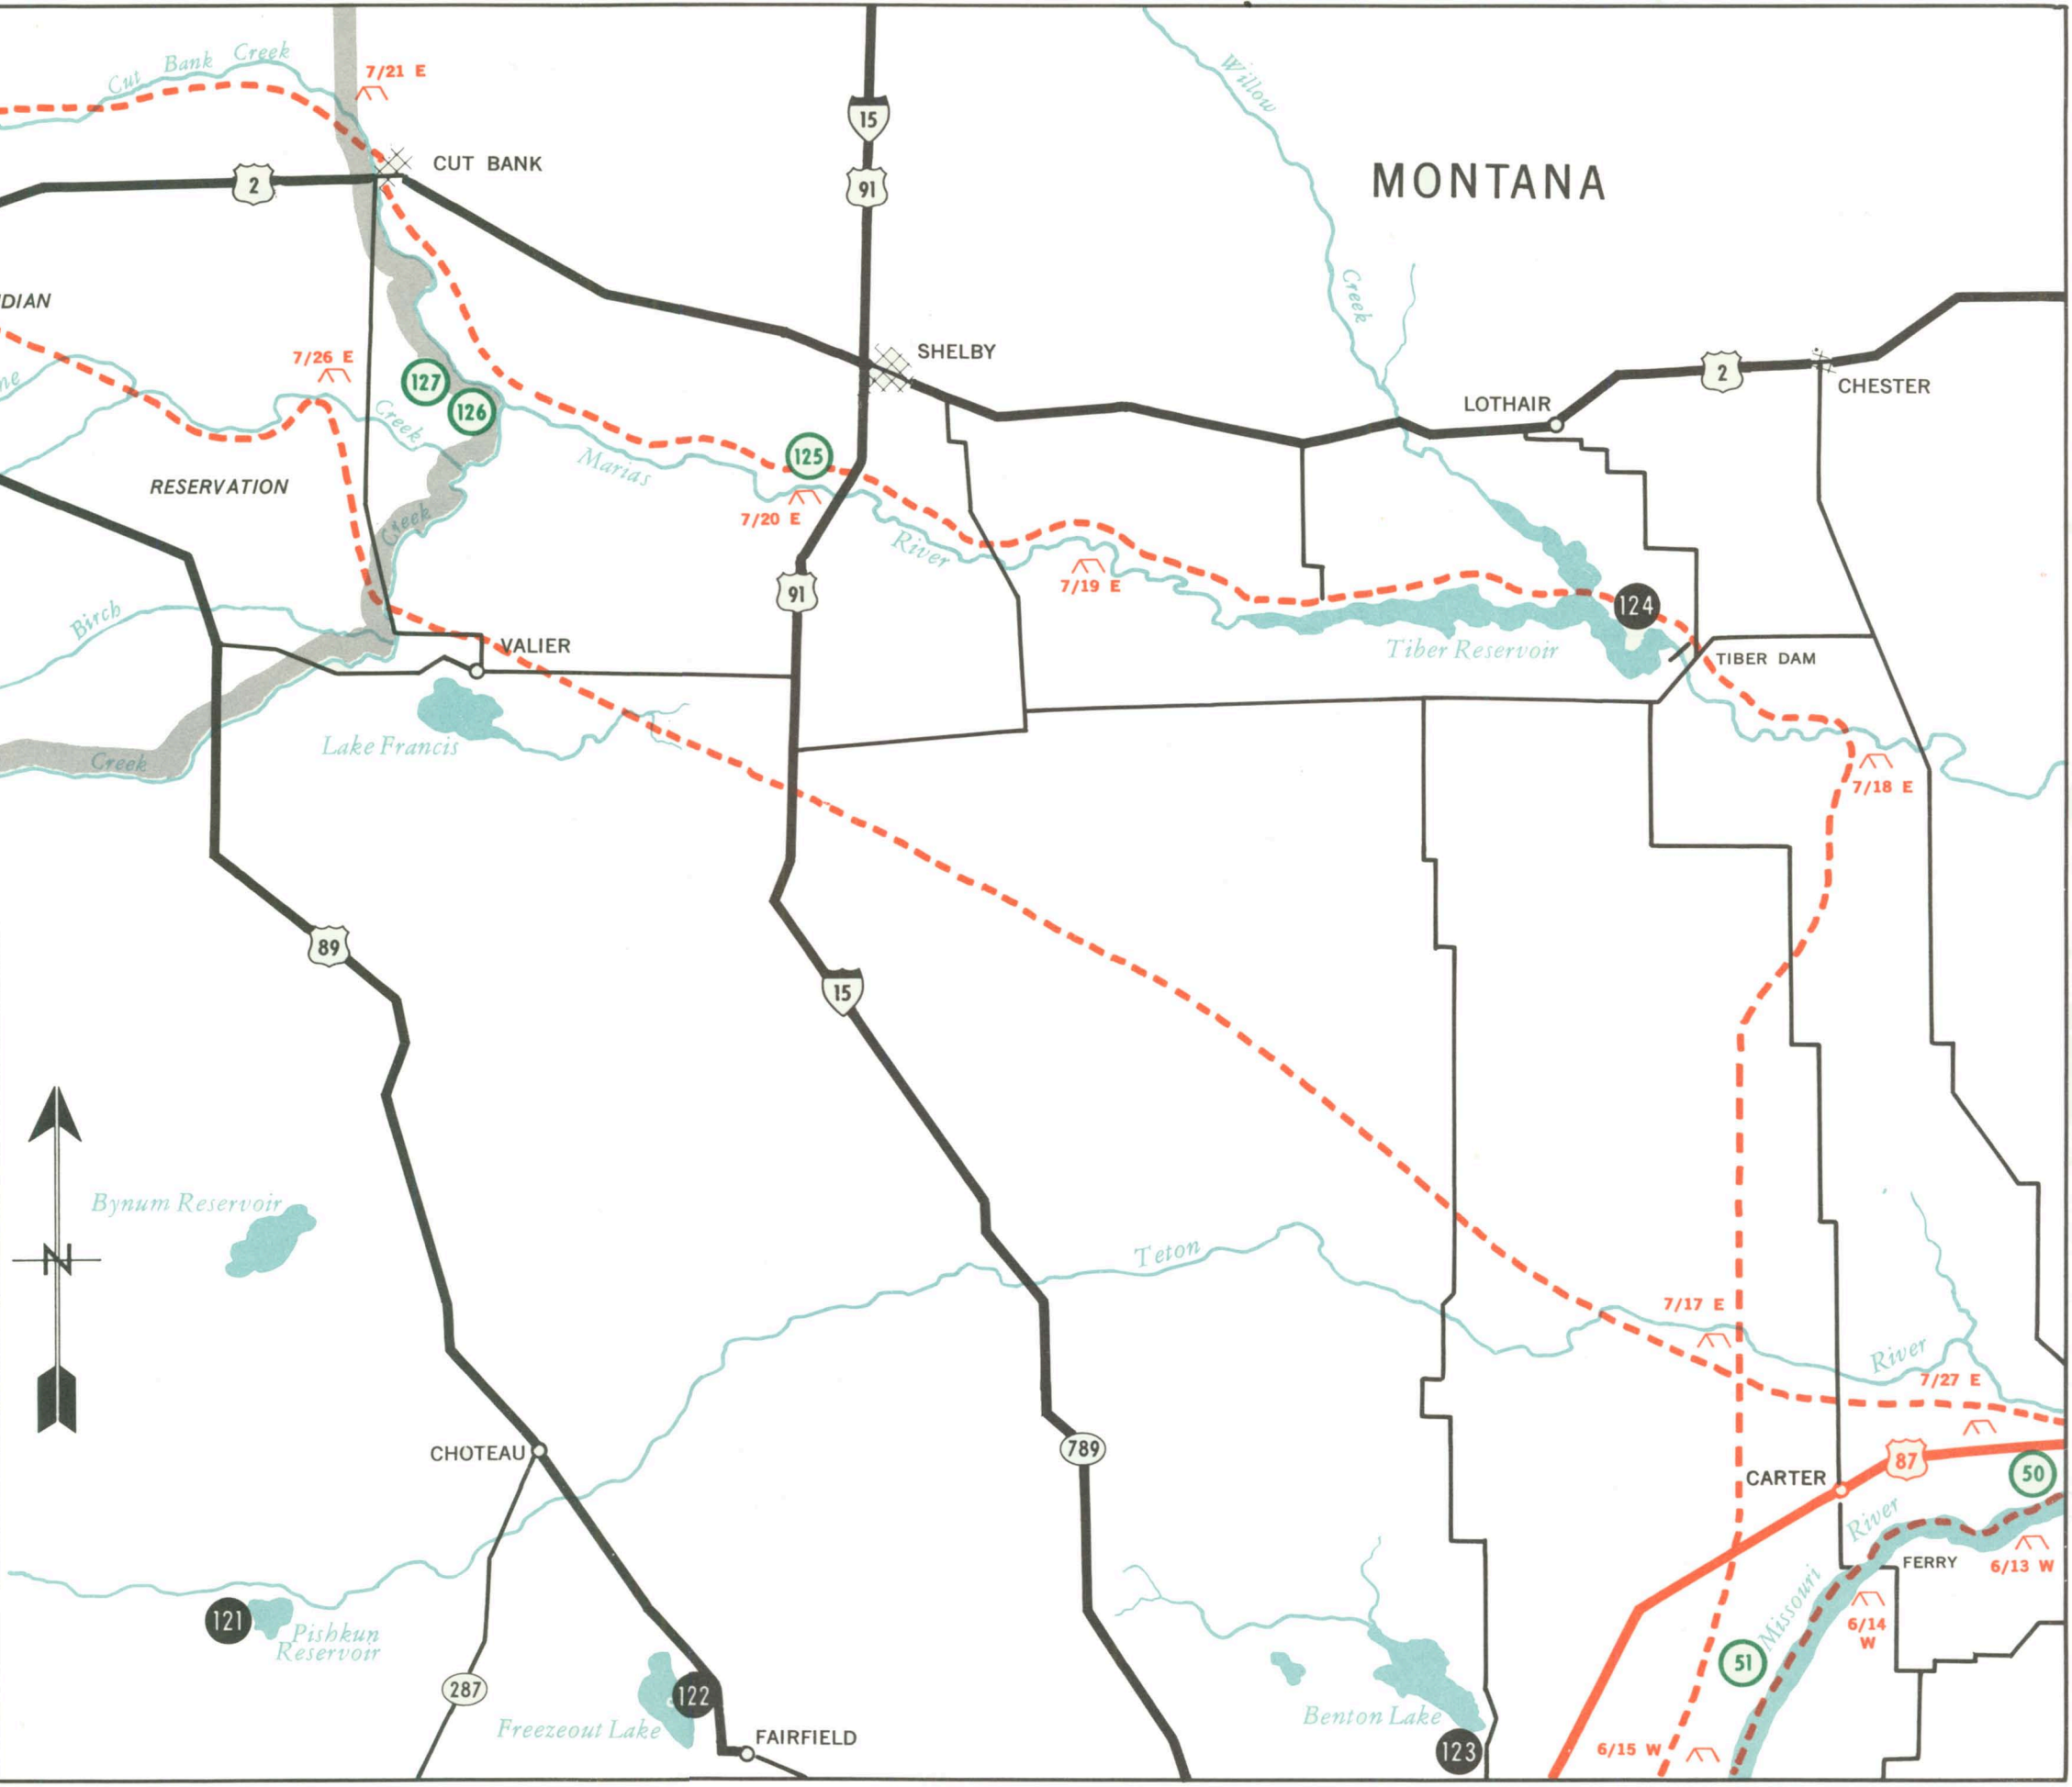 Cut Bank Creek
7/21 E
15
Willow
CUT BANK
2
91
MONTANA
DIAN
Creek
SHELBY
7/26 E
127
126
2
CHESTER
LOTHAIR
ne
Creek
Marias
125
RESERVATION
7/20 E
Creek
River
7/19 E
91
124
Birch
VALIER
Tiber Reservoir
TIBER DAM
Lake Francis
Creek
7/18 E
89
15
Bynum Reservoir
N
Teton
7/17 E
River
7/27 E
CHOTEAU
789
87
CARTER
50
River
FERRY
6/13 W
121
Pishkun
Reservoir
Missouri
6/14
W
51
287
122
Freezeout Lake
FAIRFIELD
Benton Lake
123
6/15 W